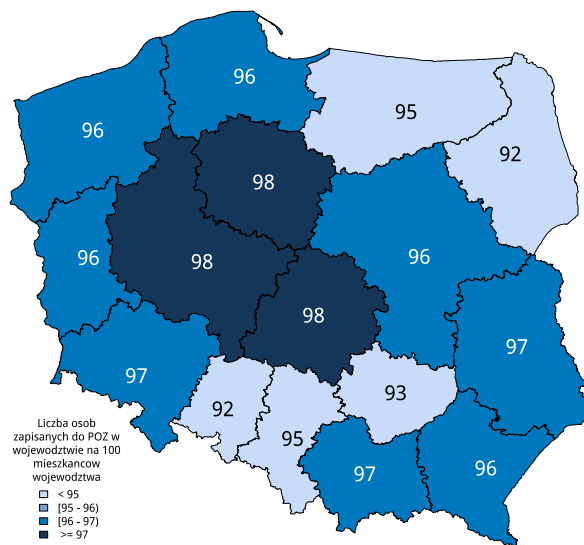 96
95
96
92
98
96
98
96
98
97
97
93
92
95
97
96
Liczba osob
zapisanych do POZ w
wojewodztwie na 100
mieszkancow
wojewodztwa
< 95
[95 - 96)
[96 - 97)
>= 97